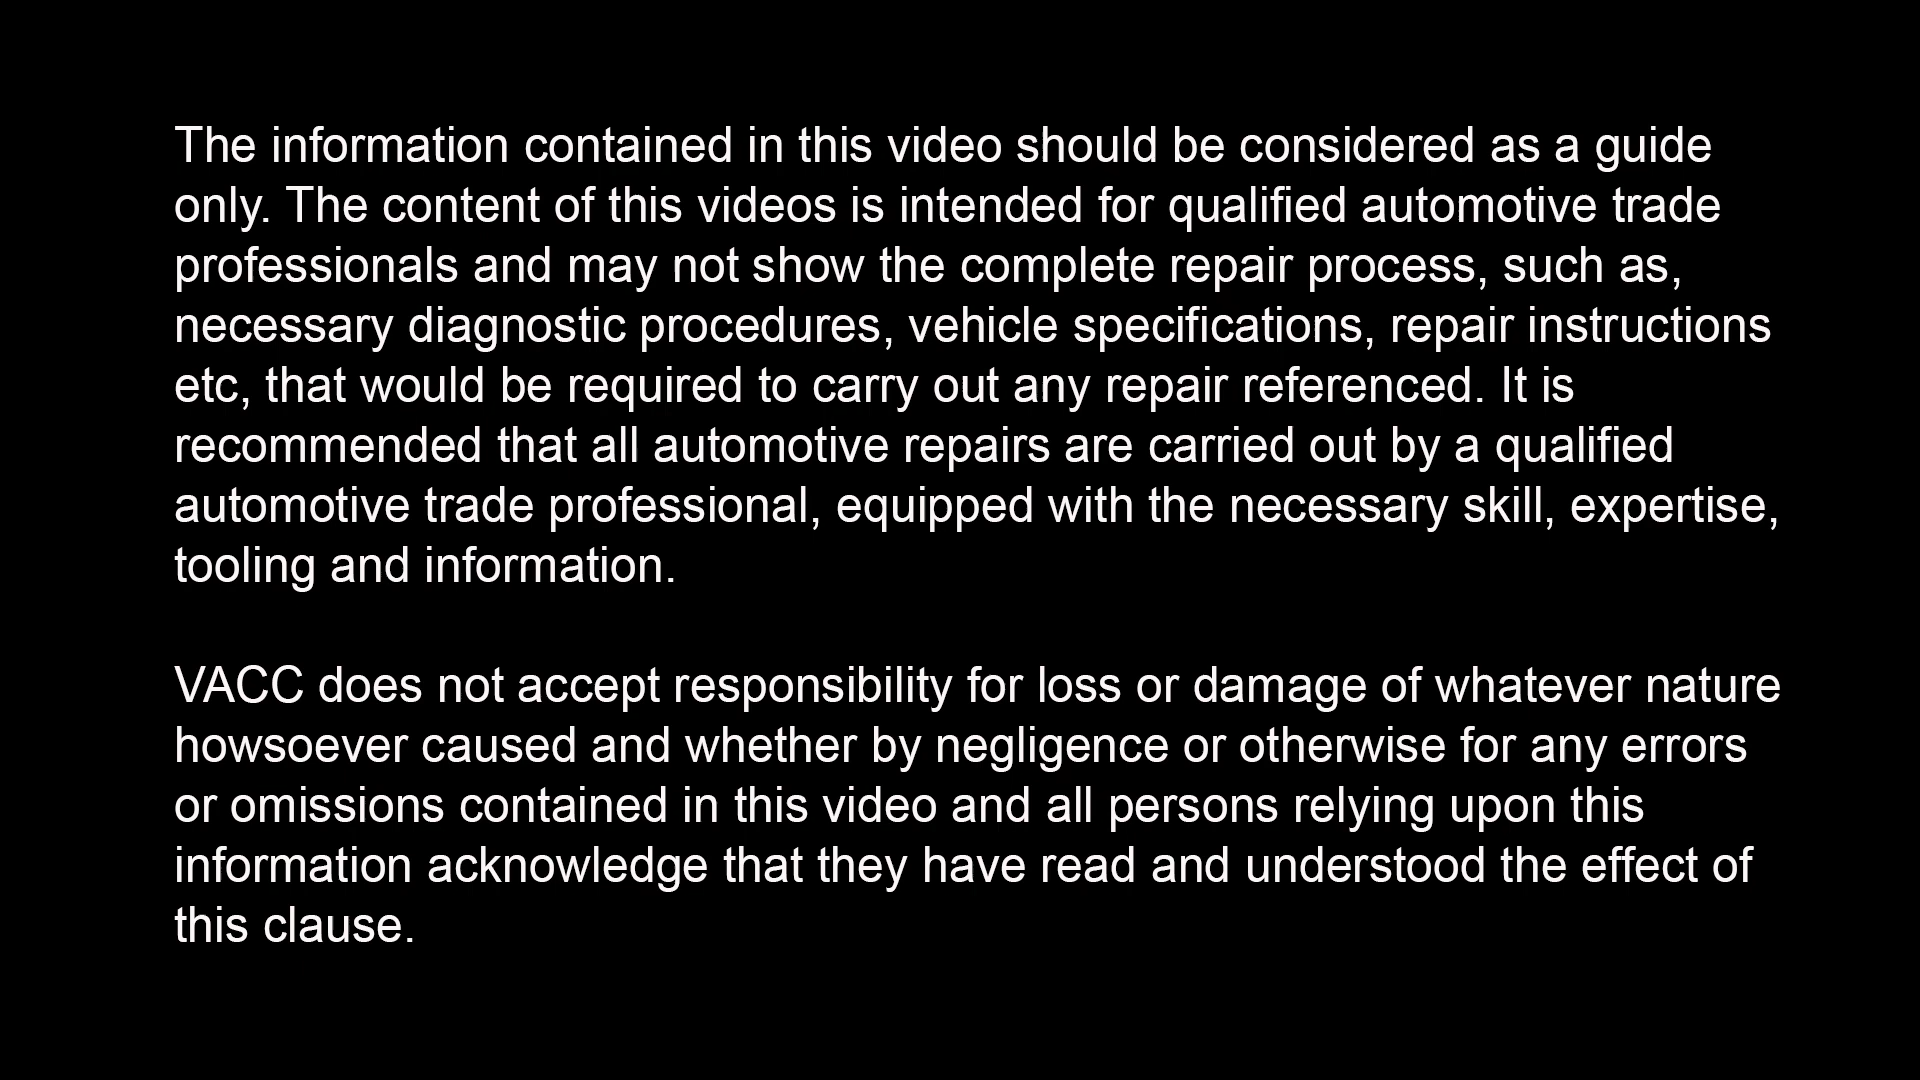 The information contained in this video should be considered as a guide
only. The content of this videos is intended for qualified automotive trade
professionals and may not show the complete repair process, such as,
necessary diagnostic procedures, vehicle specifications, repair instructions
etc, that would be required to carry out any repair referenced. It is
recommended that all automotive repairs are carried out by a qualified
automotive trade professional, equipped with the necessary skill, expertise,
tooling and information.
VACC does not accept responsibility for loss or damage of whatever nature
howsoever caused and whether by negligence or otherwise for any errors
or omissions contained in this video and all persons relying upon this
information acknowledge that they have read and understood the effect of
this clause.